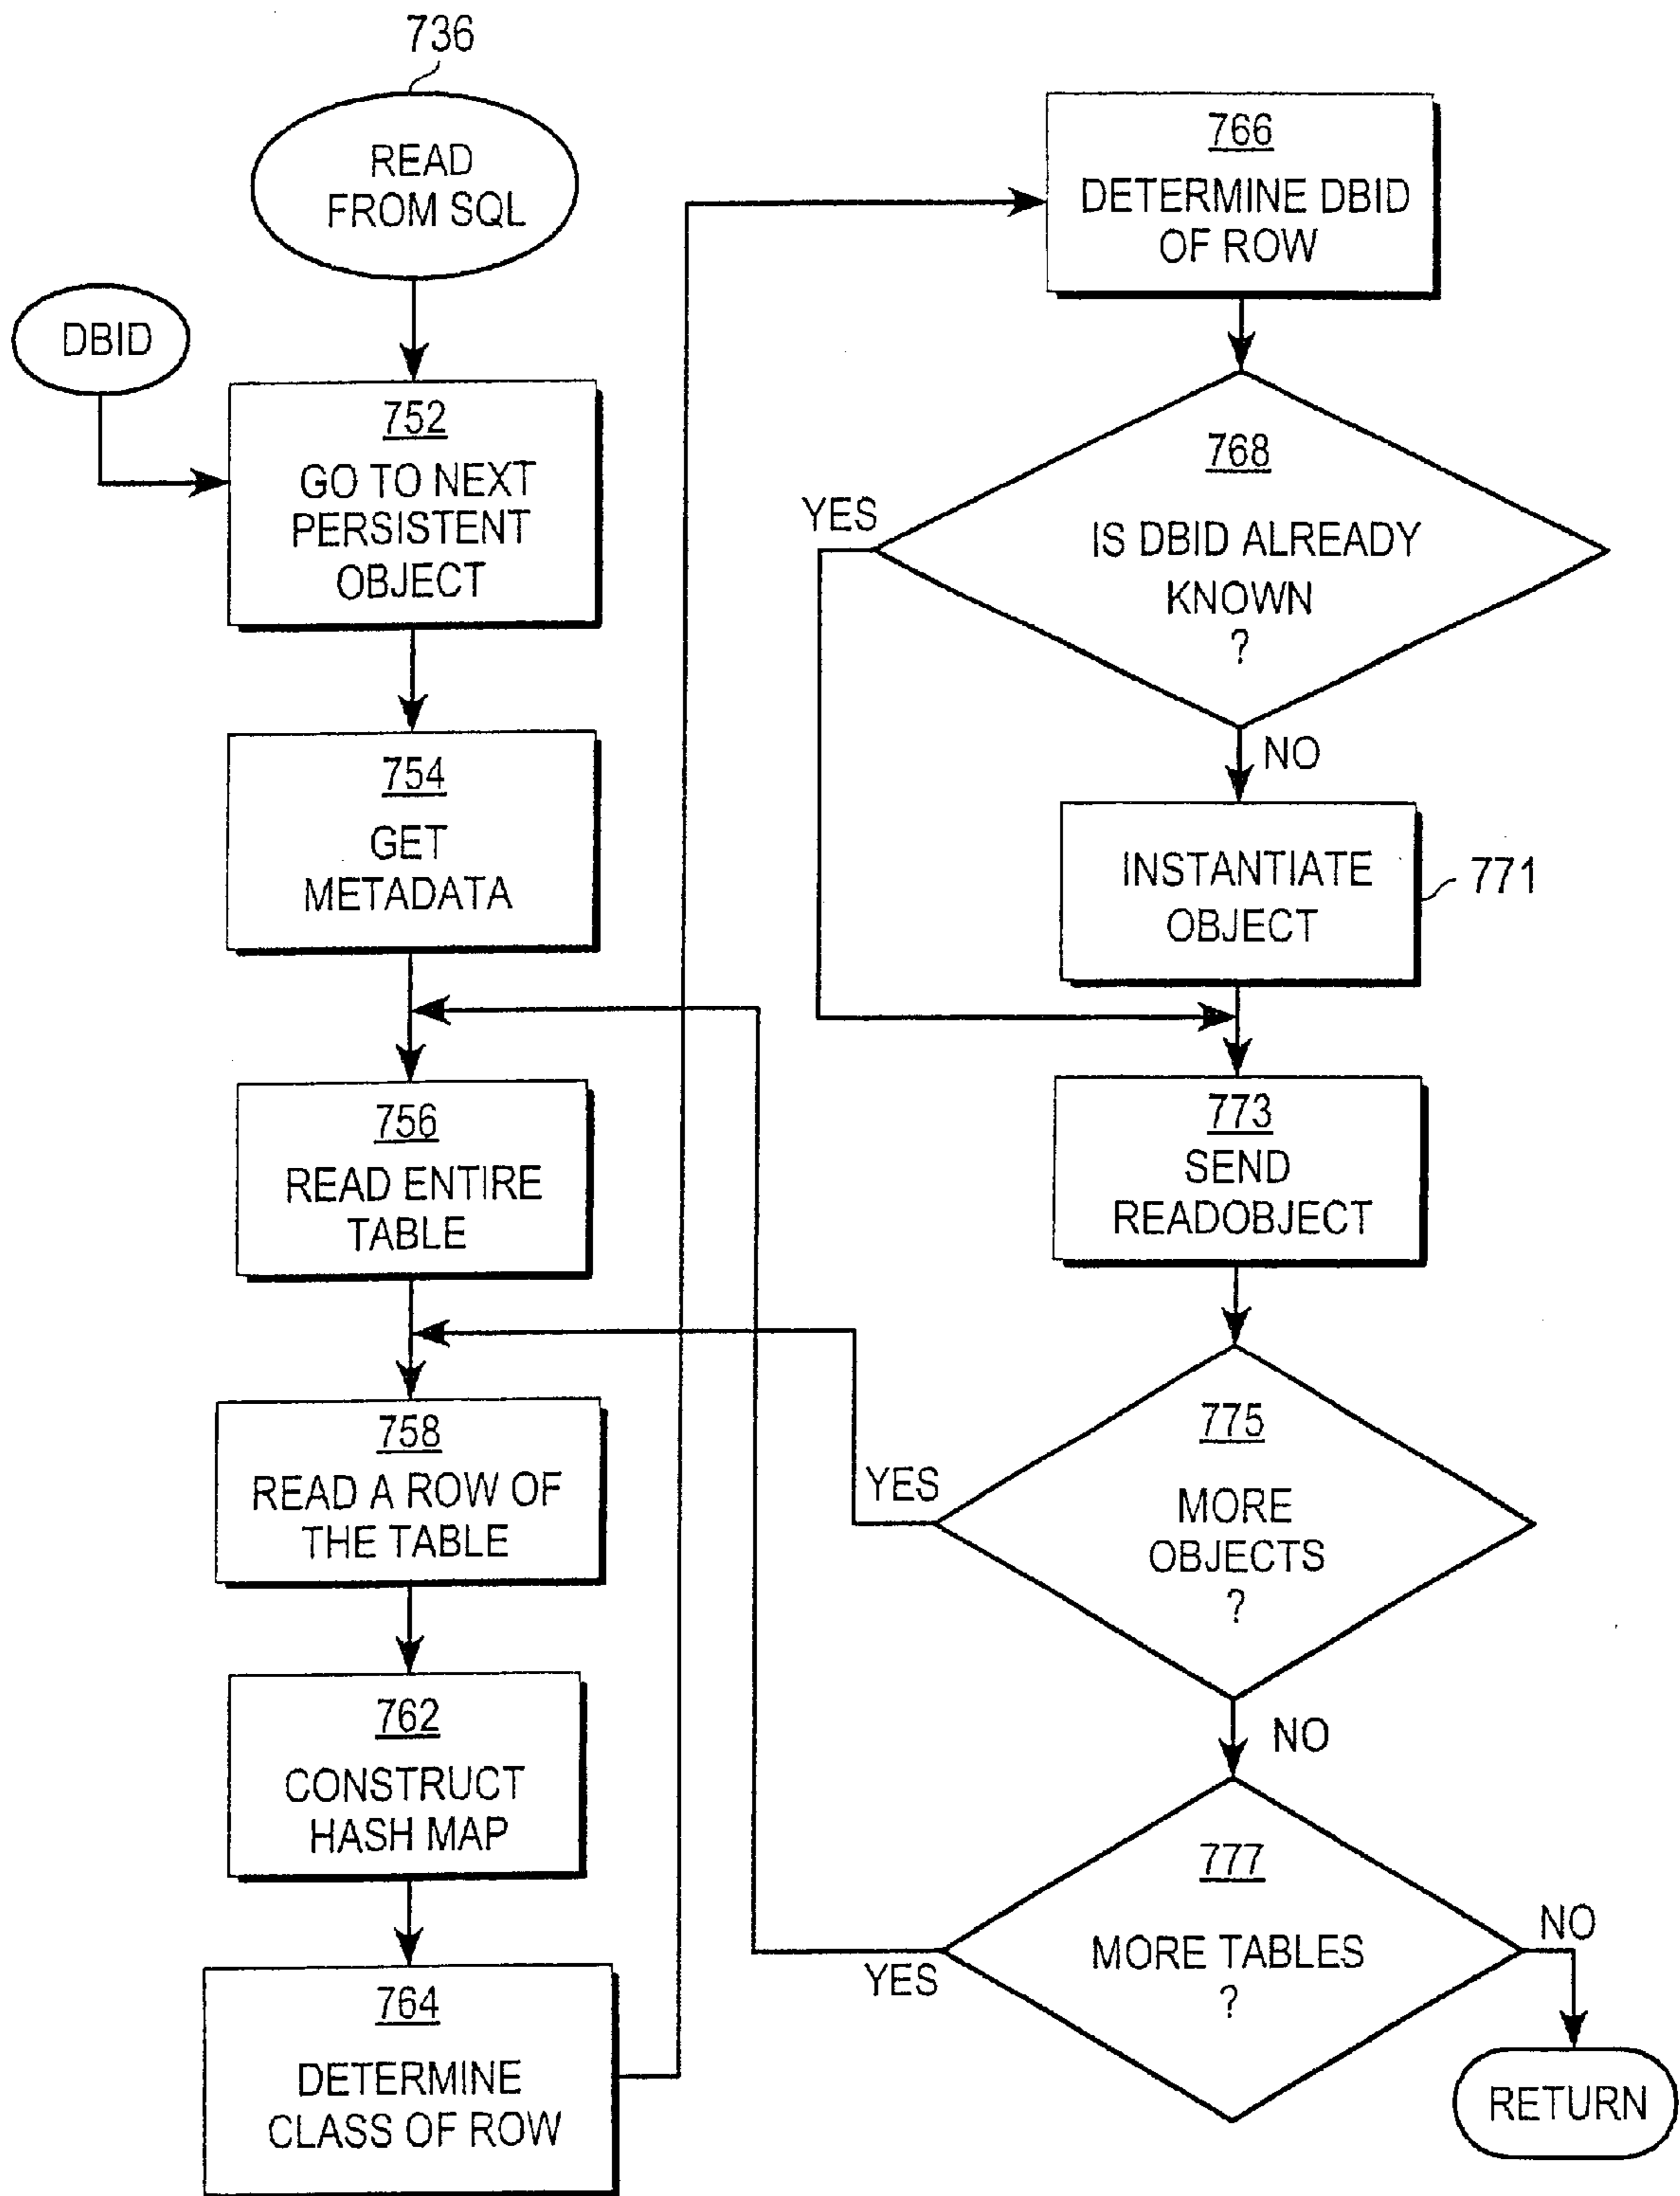 736
READ
FROM SQL
DBID
752
GO TO NEXT
PERSISTENT
OBJECT
754
GET
METADATA
756
READ ENTIRE
TABLE
758
READ A ROW OF
THE TABLE
762
CONSTRUCT
HASH MAP
764
DETERMINE
CLASS OF ROW
766
DETERMINE DBID
OF ROW
768
YES
IS DBID ALREADY
KNOWN
?
NO
INSTANTIATE
OBJECT
771
773
SEND
READOBJECT
775
YES
MORE
OBJECTS
?
NO
777
NO
YES
MORE TABLES
?
RETURN